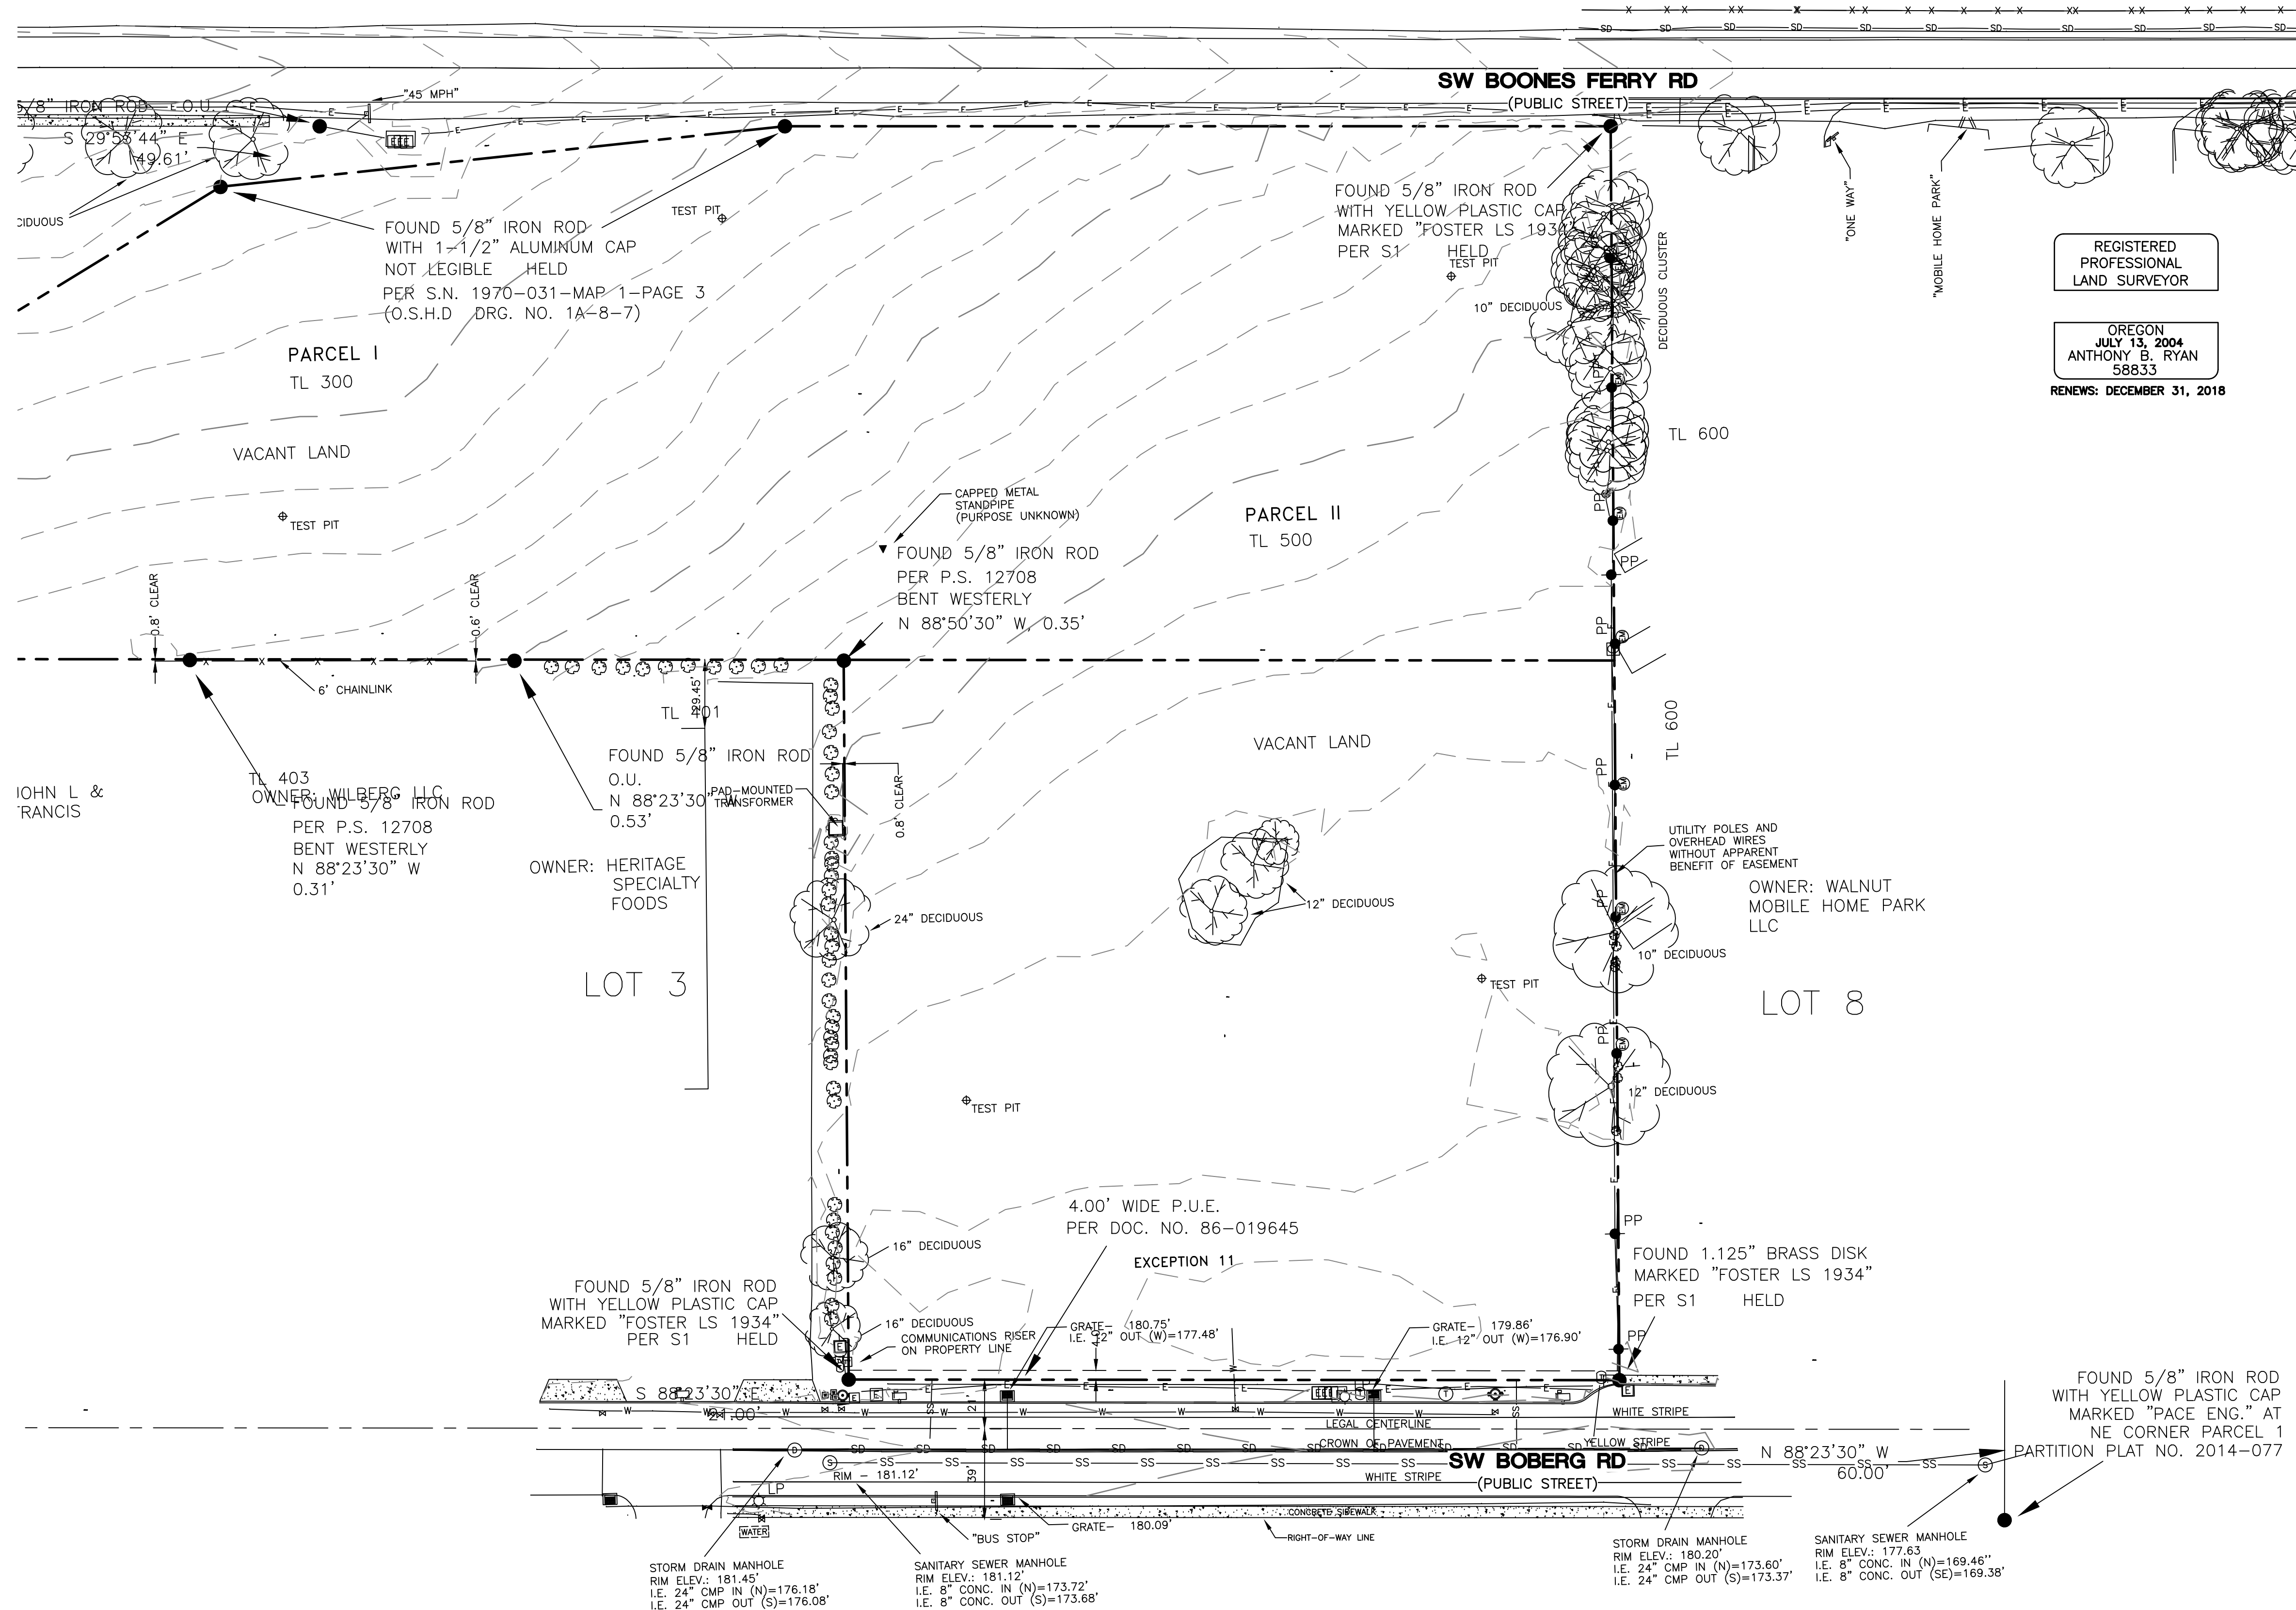 SW BOONES FERRY RD
(PUBLIC STREET)
"45 MPH"
5/8" IRON ROD O.U.
S 29°53'44" E
149.61'
CIDUOUS
FOUND 5/8" IRON ROD
WITH 1-1/2" ALUMINUM CAP
NOT LEGIBLE HELD
PER S.N. 1970-031-MAP 1-PAGE 3
(O.S.H.D DRG. NO. 1A-8-7)
TEST PIT
FOUND 5/8" IRON ROD
WITH YELLOW PLASTIC CAP
MARKED "FOSTER LS 1934"
PER S1 HELD
TEST PIT
10" DECIDUOUS
DECIDUOUS CLUSTER
"ONE WAY"
"MOBILE HOME PARK"
REGISTERED
PROFESSIONAL
LAND SURVEYOR
OREGON
JULY 13, 2004
ANTHONY B. RYAN
58833
RENEWS: DECEMBER 31, 2018
PARCEL I
TL 300
VACANT LAND
TEST PIT
TL 600
CAPPED METAL
STANDPIPE
(PURPOSE UNKNOWN)
PARCEL II
TL 500
FOUND 5/8" IRON ROD
PER P.S. 12708
BENT WESTERLY
N 88°50'30" W, 0.35'
PP
PP
PP
PP
0.8' CLEAR
0.6' CLEAR
6' CHAINLINK
29.45'
TL 401
TL 600
VACANT LAND
FOUND 5/8" IRON ROD
O.U.
N 88°23'30" W
0.53'
PAD-MOUNTED
TRANSFORMER
0.8' CLEAR
PP
JOHN L &
FRANCIS
TL 403
OWNER: WILBERG LLC
FOUND 5/8" IRON ROD
PER P.S. 12708
BENT WESTERLY
N 88°23'30" W
0.31'
OWNER: HERITAGE
SPECIALTY
FOODS
UTILITY POLES AND
OVERHEAD WIRES
WITHOUT APPARENT
BENEFIT OF EASEMENT
OWNER: WALNUT
MOBILE HOME PARK
LLC
PP
24" DECIDUOUS
12" DECIDUOUS
10" DECIDUOUS
LOT 3
TEST PIT
LOT 8
PP
12" DECIDUOUS
TEST PIT
4.00' WIDE P.U.E.
PER DOC. NO. 86-019645
PP
16" DECIDUOUS
EXCEPTION 11
FOUND 1.125" BRASS DISK
MARKED "FOSTER LS 1934"
PER S1 HELD
FOUND 5/8" IRON ROD
WITH YELLOW PLASTIC CAP
MARKED "FOSTER LS 1934"
PER S1 HELD
16" DECIDUOUS
COMMUNICATIONS RISER
ON PROPERTY LINE
GRATE- 180.75'
I.E. 12" OUT (W)=177.48'
GRATE- 179.86'
I.E. 12" OUT (W)=176.90'
PP
FOUND 5/8" IRON ROD
WITH YELLOW PLASTIC CAP
MARKED "PACE ENG." AT
NE CORNER PARCEL 1
PARTITION PLAT NO. 2014-077
S 88°23'30" E
21.00'
21'
WHITE STRIPE
LEGAL CENTERLINE
CROWN OF PAVEMENT
YELLOW STRIPE
N 88°23'30" W
60.00'
SW BOBERG RD
(PUBLIC STREET)
RIM - 181.12'
39'
WHITE STRIPE
LP
CONCRETE SIDEWALK
WATER
"BUS STOP"
GRATE- 180.09'
RIGHT-OF-WAY LINE
STORM DRAIN MANHOLE
RIM ELEV.: 181.45'
I.E. 24" CMP IN (N)=176.18'
I.E. 24" CMP OUT (S)=176.08'
SANITARY SEWER MANHOLE
RIM ELEV.: 181.12'
I.E. 8" CONC. IN (N)=173.72'
I.E. 8" CONC. OUT (S)=173.68'
STORM DRAIN MANHOLE
RIM ELEV.: 180.20'
I.E. 24" CMP IN (N)=173.60'
I.E. 24" CMP OUT (S)=173.37'
SANITARY SEWER MANHOLE
RIM ELEV.: 177.63
I.E. 8" CONC. IN (N)=169.46''
I.E. 8" CONC. OUT (SE)=169.38'